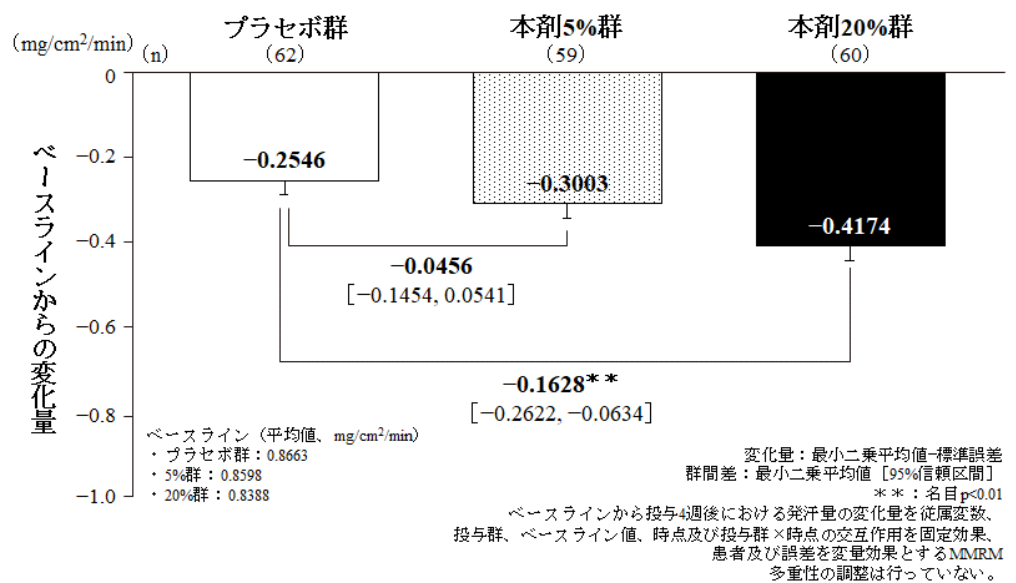 プラセボ群 本剤5%群 本剤20%群
(mg/cm²/min) (n) (62) (59) (60)
0
−0.2
−0.4
−0.6
−0.8
−1.0
ベースラインからの変化量
−0.2546
−0.3003
−0.4174
−0.0456
[−0.1454, 0.0541]
−0.1628**
[−0.2622, −0.0634]
ベースライン（平均値、mg/cm²/min）
・プラセボ群：0.8663
・5%群：0.8598
・20%群：0.8388
変化量：最小二乗平均値−標準誤差
群間差：最小二乗平均値［95%信頼区間］
＊＊：名目p<0.01
ベースラインから投与4週後における発汗量の変化量を従属変数、
投与群、ベースライン値、時点及び投与群×時点の交互作用を固定効果、
患者及び誤差を変量効果とするMMRM
多重性の調整は行っていない。